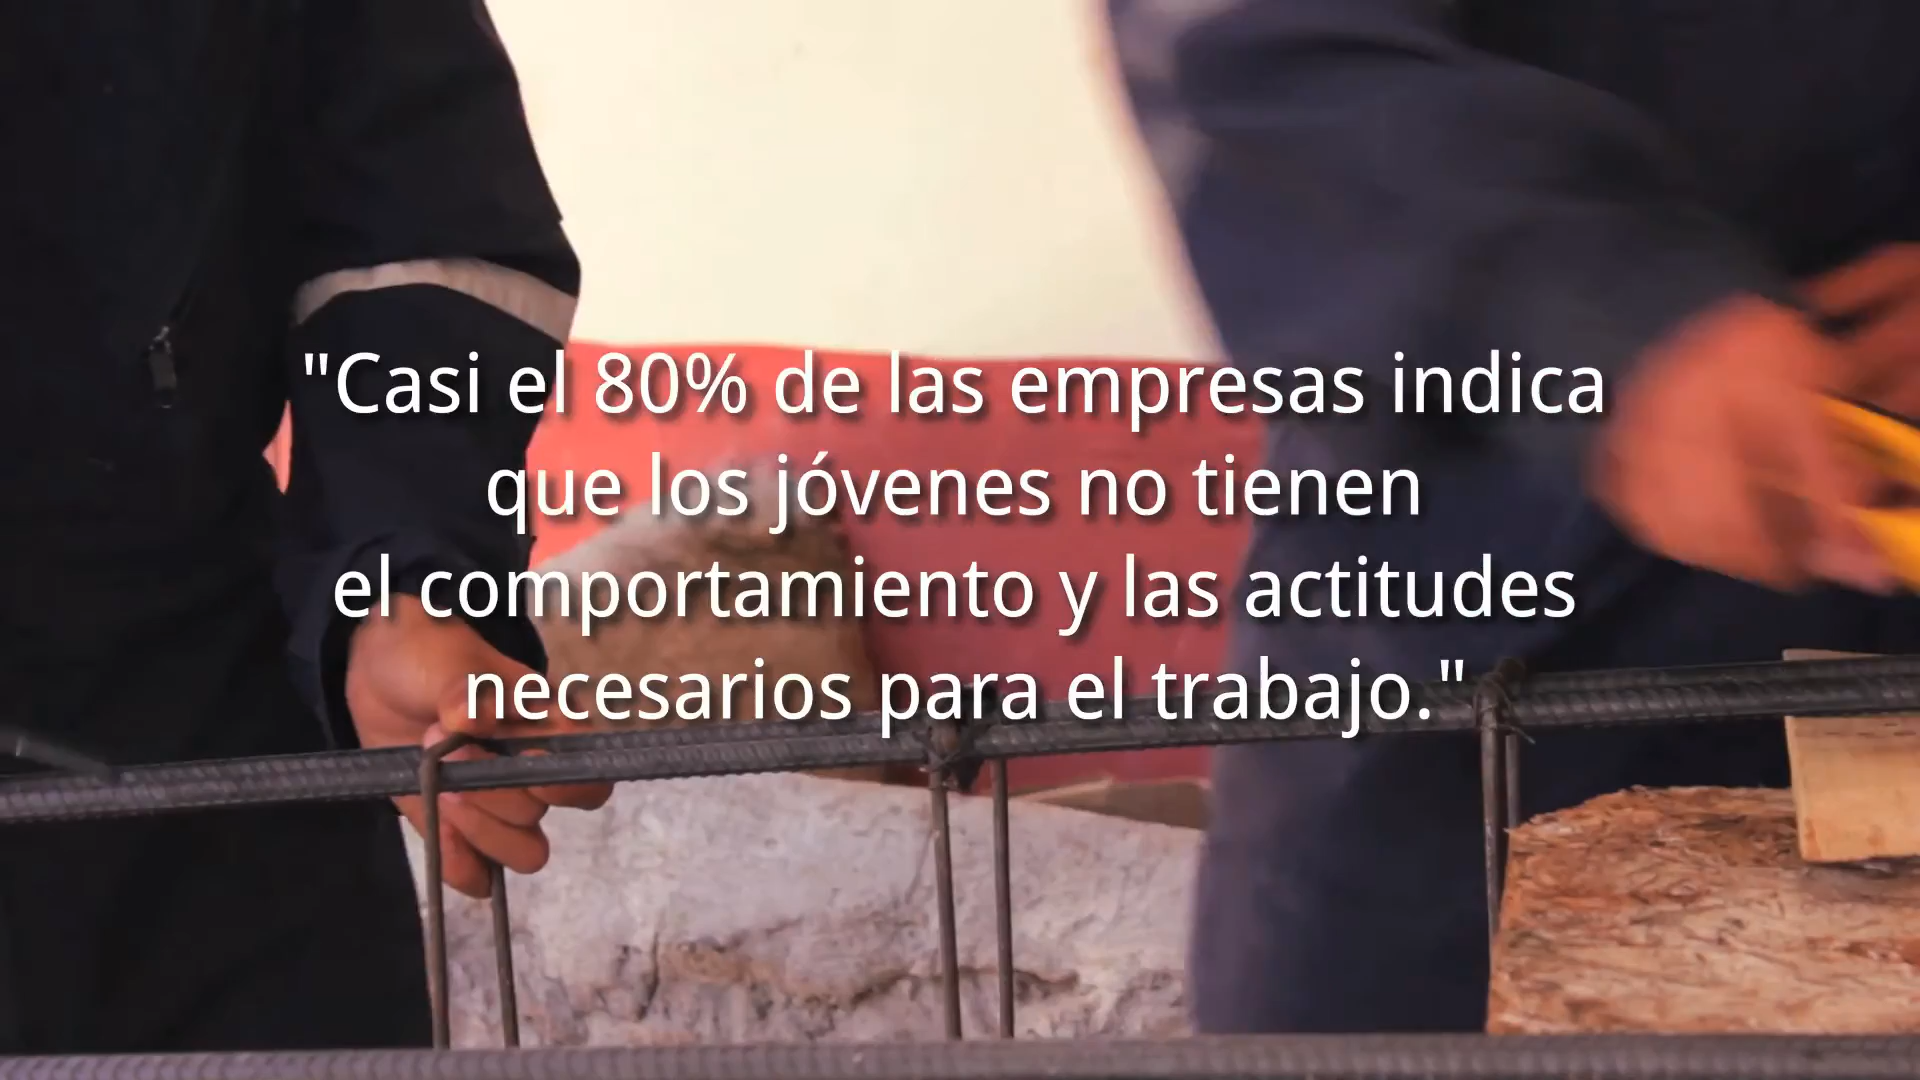 "Casi el 80% de las empresas indica
que los jóvenes no tienen
el comportamiento y las actitudes
necesarios para el trabajo."